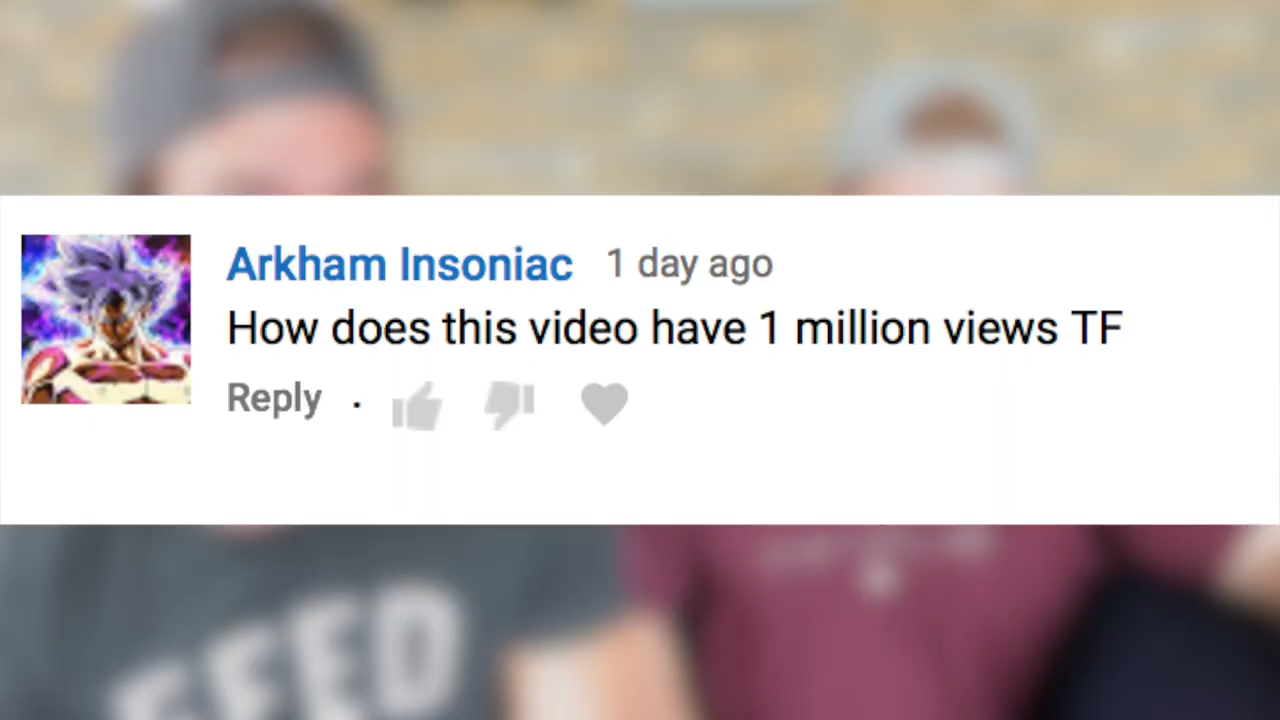 Arkham Insoniac 1 day ago
How does this video have 1 million views TF
Reply .